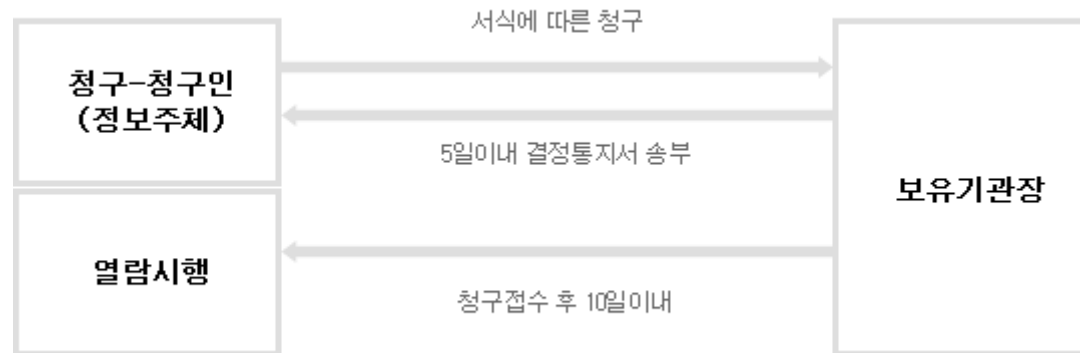 서식에 따른 청구
청구-청구인
(정보주체)
5일이내 결정통지서 송부
보유기관장
열람시행
청구접수 후 10일이내